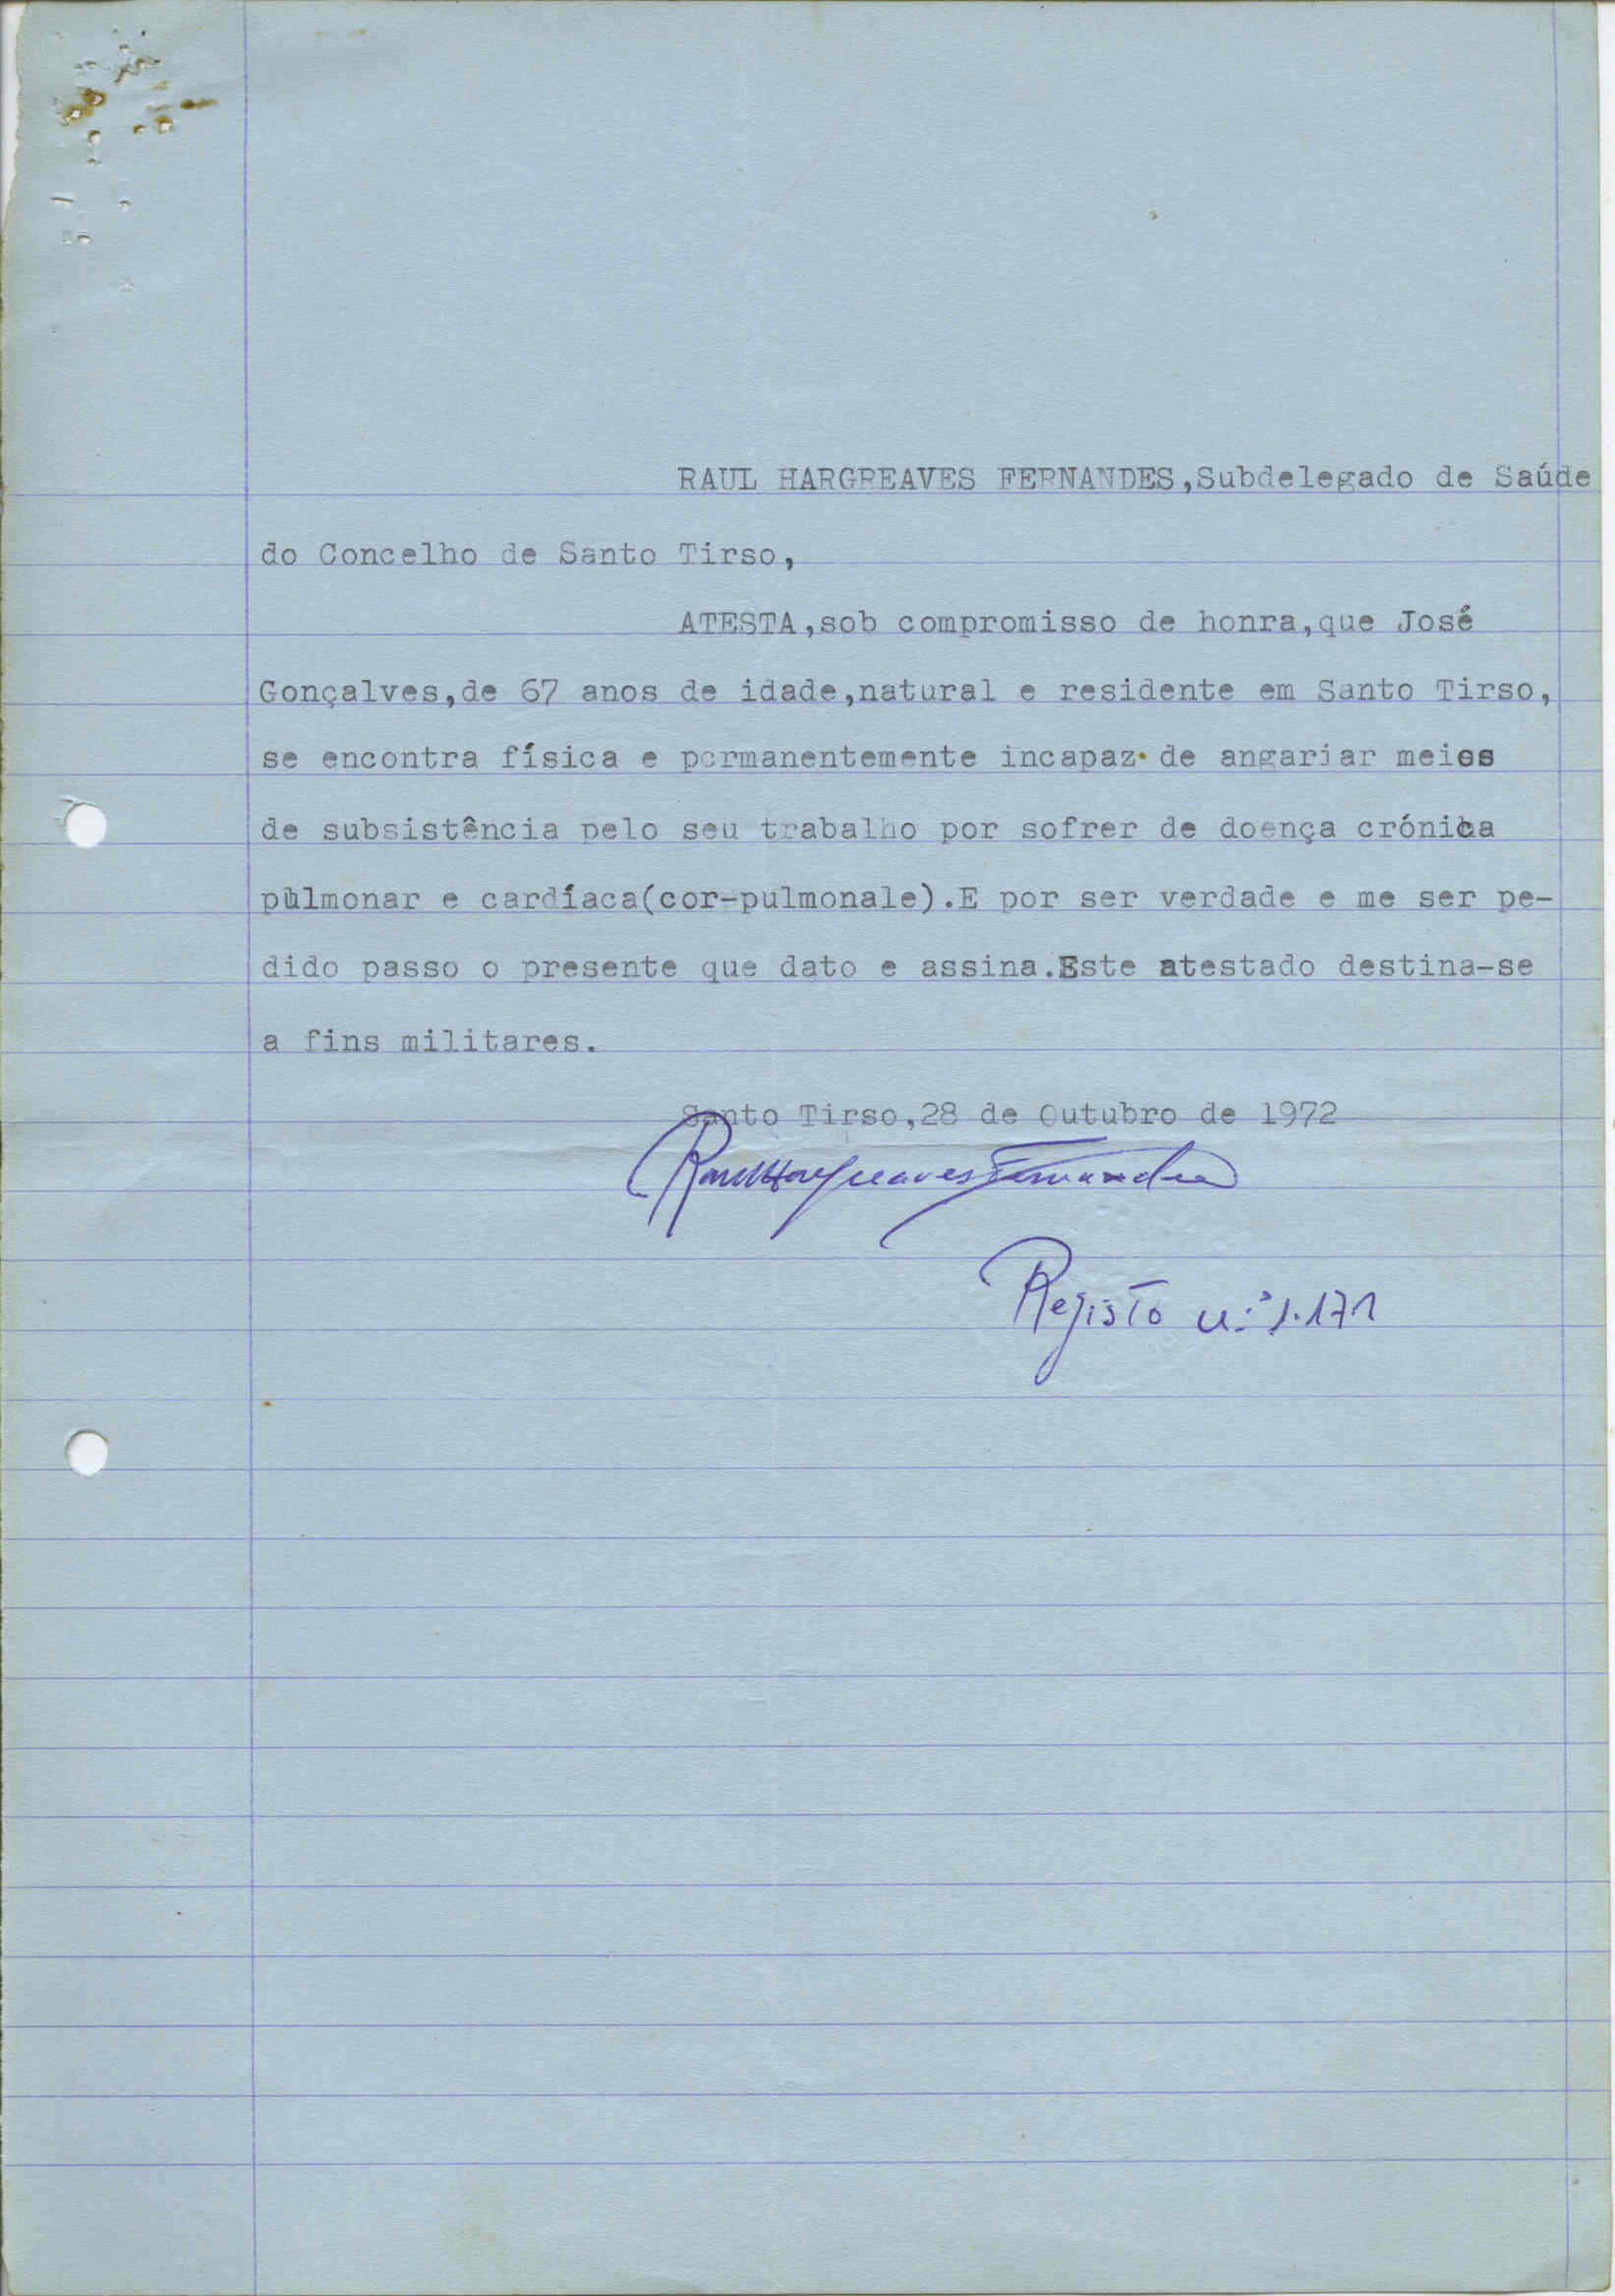 RAUL HARGREAVES FERNANDES,Subdelegado de Saúde
do Concelho de Santo Tirso,
ATESTA,sob compromisso de honra,que José
Gonçalves,de 67 anos de idade,natural e residente em Santo Tirso,
se encontra física e permanentemente incapaz de angariar meios
de subsistência pelo seu trabalho por sofrer de doença crónica
pulmonar e cardíaca(cor-pulmonale).E por ser verdade e me ser pe-
dido passo o presente que dato e assina.Este atestado destina-se
a fins militares.
Santo Tirso,28 de Outubro de 1972
Raul Hargreaves Fernandes
Registo n.º 1.171